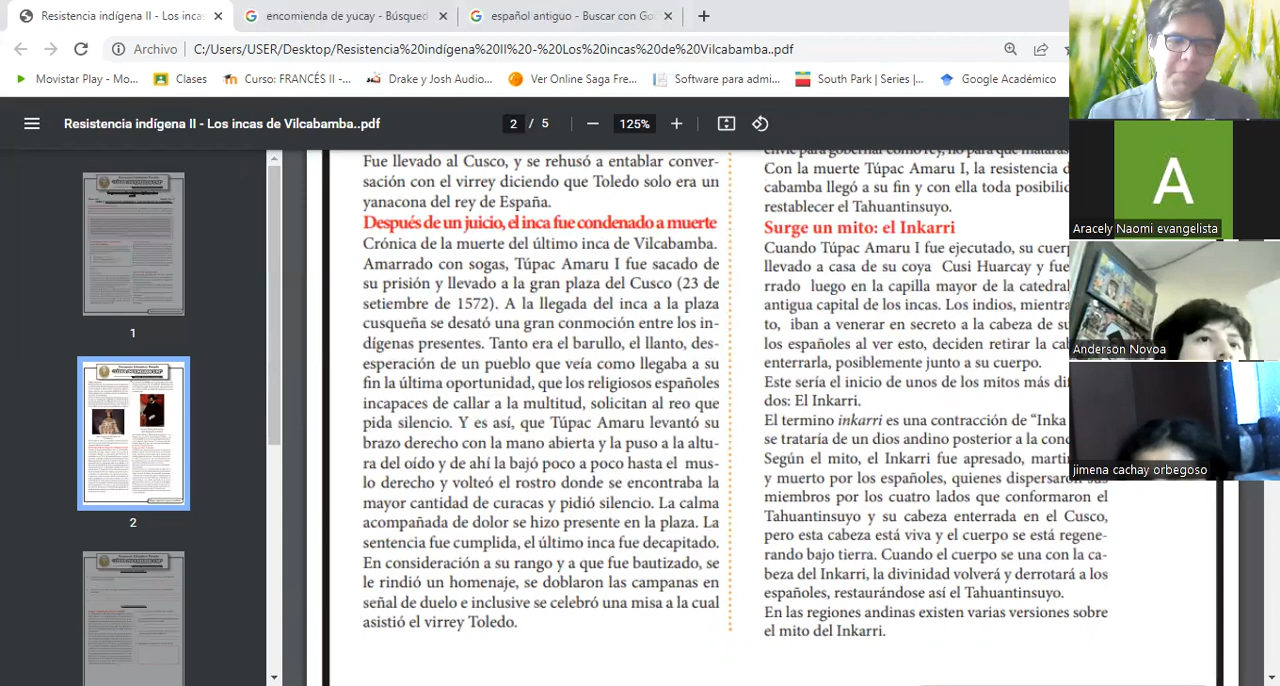 Resistencia indígena II - Los incas
encomienda de yucay - Búsqued
español antiguo - Buscar con Go
Archivo
C:/Users/USER/Desktop/Resistencia%20indígena%20II%20-%20Los%20incas%20de%20Vilcabamba..pdf
Movistar Play - Mo...
Clases
Curso: FRANCÉS II -...
Drake y Josh Audio...
Ver Online Saga Fre...
Software para admi...
South Park | Series |...
Google Académico
Resistencia indígena II - Los incas de Vilcabamba..pdf
2 / 5
125%
1
2
Fue llevado al Cusco, y se rehusó a entablar conver-
sación con el virrey diciendo que Toledo solo era un
yanacona del rey de España.
Después de un juicio, el inca fue condenado a muerte
Crónica de la muerte del último inca de Vilcabamba.
Amarrado con sogas, Túpac Amaru I fue sacado de
su prisión y llevado a la gran plaza del Cusco (23 de
setiembre de 1572). A la llegada del inca a la plaza
cusqueña se desató una gran conmoción entre los in-
dígenas presentes. Tanto era el barullo, el llanto, des-
esperación de un pueblo que veía como llegaba a su
fin la última oportunidad, que los religiosos españoles
incapaces de callar a la multitud, solicitan al reo que
pida silencio. Y es así, que Túpac Amaru levantó su
brazo derecho con la mano abierta y la puso a la altu-
ra del oído y de ahí la bajó poco a poco hasta el mus-
lo derecho y volteó el rostro donde se encontraba la
mayor cantidad de curacas y pidió silencio. La calma
acompañada de dolor se hizo presente en la plaza. La
sentencia fue cumplida, el último inca fue decapitado.
En consideración a su rango y a que fue bautizado, se
le rindió un homenaje, se doblaron las campanas en
señal de duelo e inclusive se celebró una misa a la cual
asistió el virrey Toledo.
Con la muerte Túpac Amaru I, la resistencia d
cabamba llegó a su fin y con ella toda posibilid
restablecer el Tahuantinsuyo.
Surge un mito: el Inkarri
Cuando Túpac Amaru I fue ejecutado, su cuerp
llevado a casa de su coya Cusi Huarcay y fue
rrado luego en la capilla mayor de la catedral
antigua capital de los incas. Los indios, mientra
to, iban a venerar en secreto a la cabeza de su
los españoles al ver esto, deciden retirar la cab
enterrarla, posiblemente junto a su cuerpo.
Este sería el inicio de unos de los mitos más di
dos: El Inkarri.
El termino inkarri es una contracción de “Inka
se trataría de un dios andino posterior a la conq
Según el mito, el Inkarri fue apresado, martiri
y muerto por los españoles, quienes dispersaron sus
miembros por los cuatro lados que conformaron el
Tahuantinsuyo y su cabeza enterrada en el Cusco,
pero esta cabeza está viva y el cuerpo se está regene-
rando bajo tierra. Cuando el cuerpo se una con la ca-
beza del Inkarri, la divinidad volverá y derrotará a los
españoles, restaurándose así el Tahuantinsuyo.
En las regiones andinas existen varias versiones sobre
el mito del Inkarri.
A
Aracely Naomi evangelista
Anderson Novoa
jimena cachay orbegoso